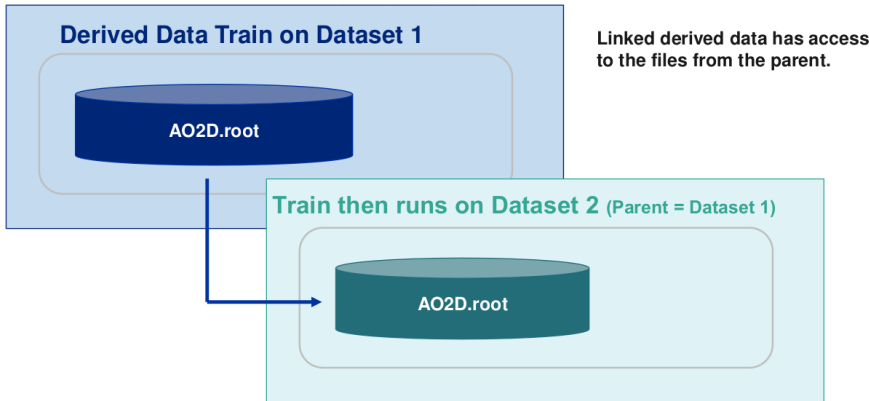 Derived Data Train on Dataset 1
Linked derived data has access
to the files from the parent.
AO2D.root
Train then runs on Dataset 2 (Parent = Dataset 1)
AO2D.root